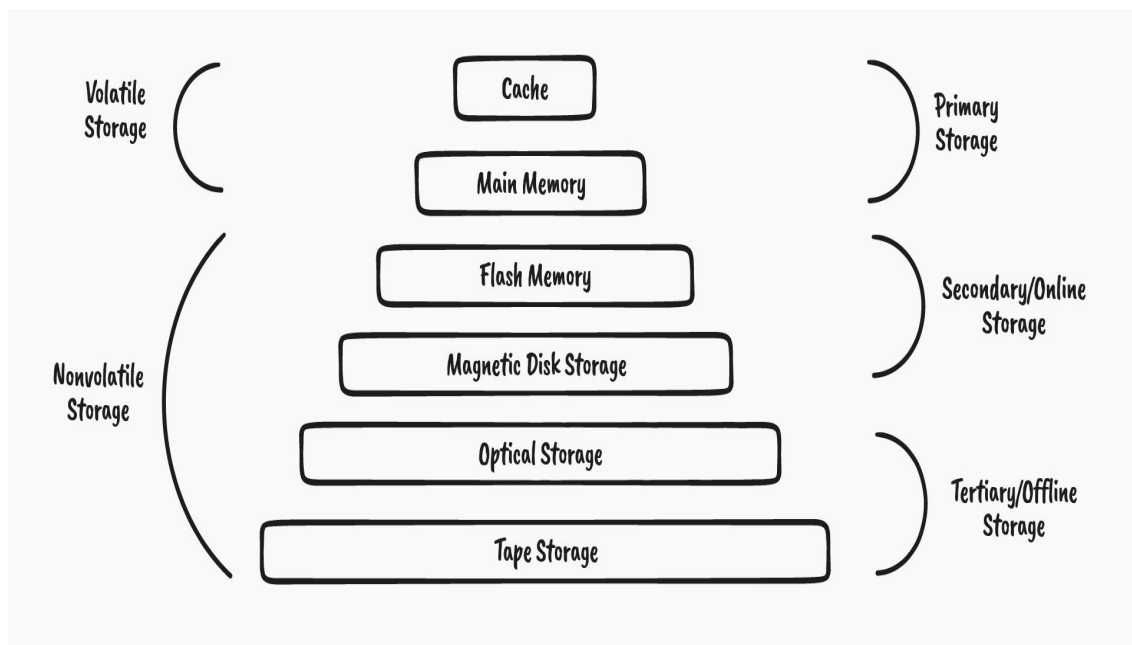 Volatile
Storage
Cache
Primary
Storage
Main Memory
Flash Memory
Secondary/Online
Storage
Magnetic Disk Storage
Nonvolatile
Storage
Optical Storage
Tertiary/Offline
Storage
Tape Storage